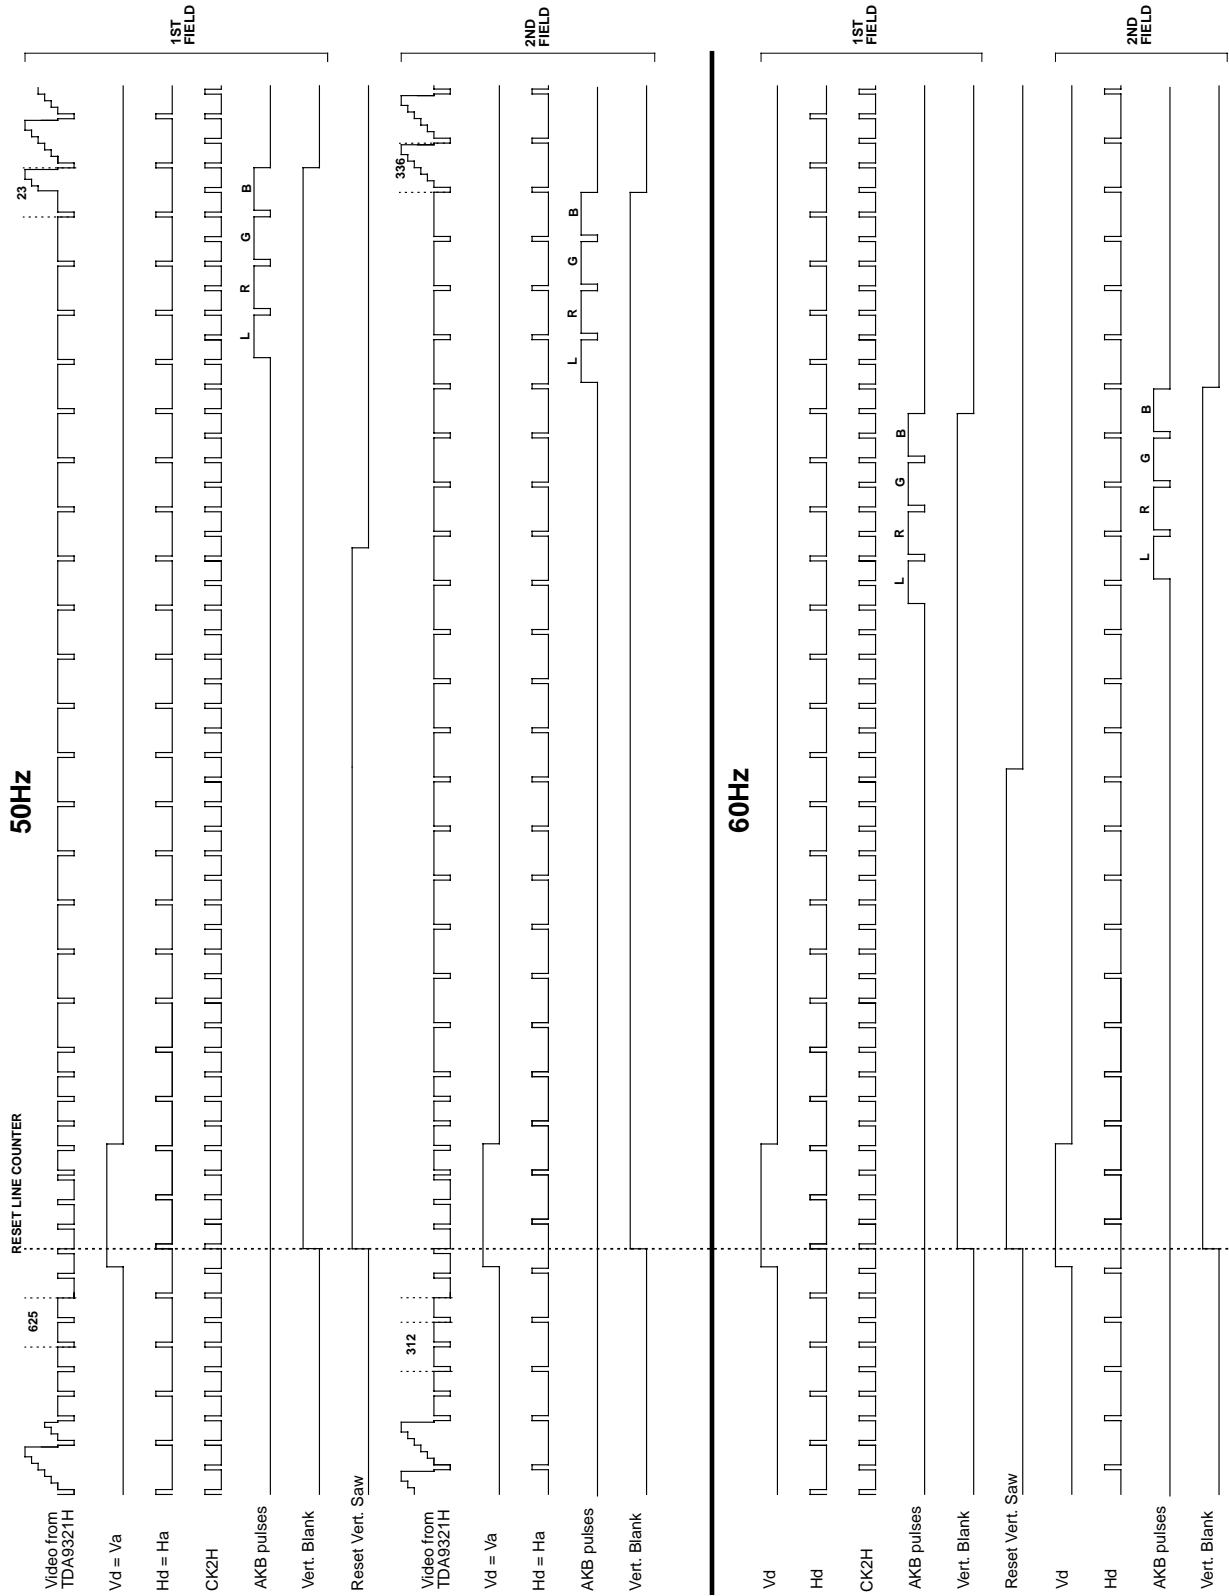 50Hz
RESET LINE COUNTER
Video from
TDA9321H
625
23
Vd = Va
Hd = Ha
CK2H
AKB pulses
L R G B
Vert. Blank
Reset Vert. Saw
1ST
FIELD
Video from
TDA9321H
312
336
Vd = Va
Hd = Ha
AKB pulses
L R G B
Vert. Blank
2ND
FIELD
60Hz
Vd
Hd
CK2H
AKB pulses
L R G B
Vert. Blank
Reset Vert. Saw
1ST
FIELD
Vd
Hd
AKB pulses
L R G B
Vert. Blank
2ND
FIELD